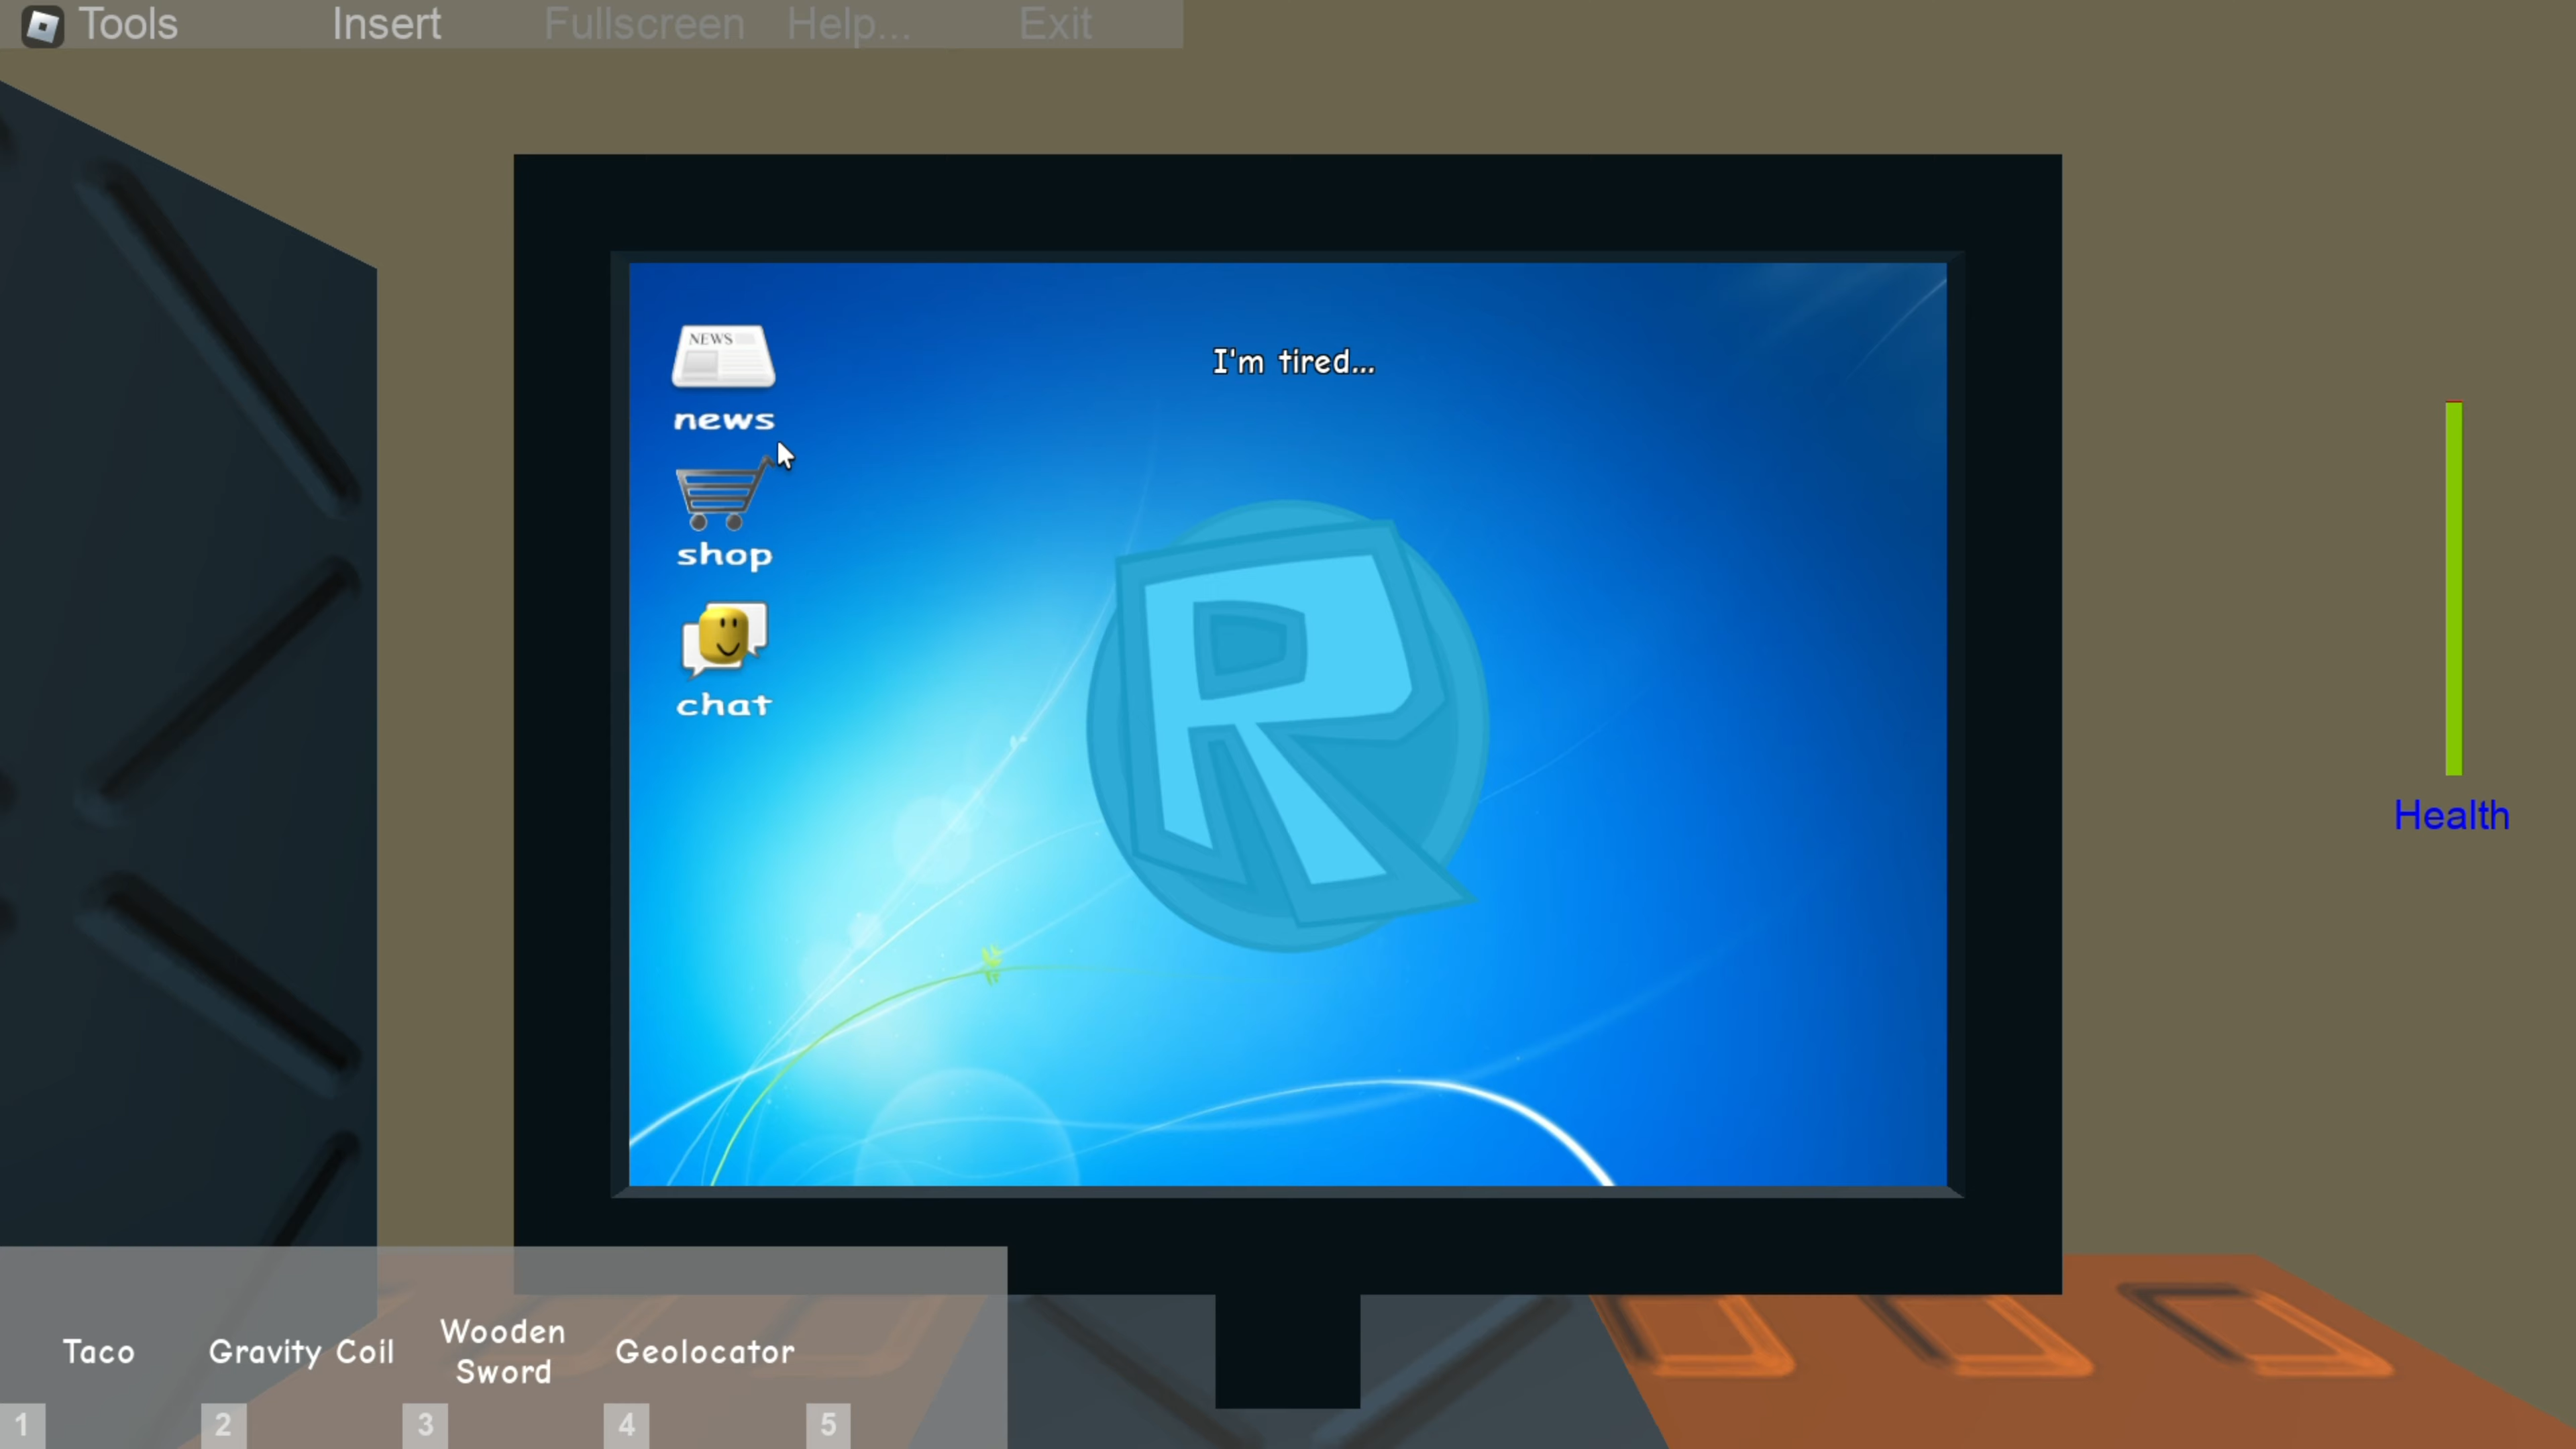 Tools Insert Fullscreen Help... Exit
NEWS
I'm tired...
news
shop
R
chat
Health
Taco Gravity Coil Wooden Sword Geolocator
1 2 3 4 5